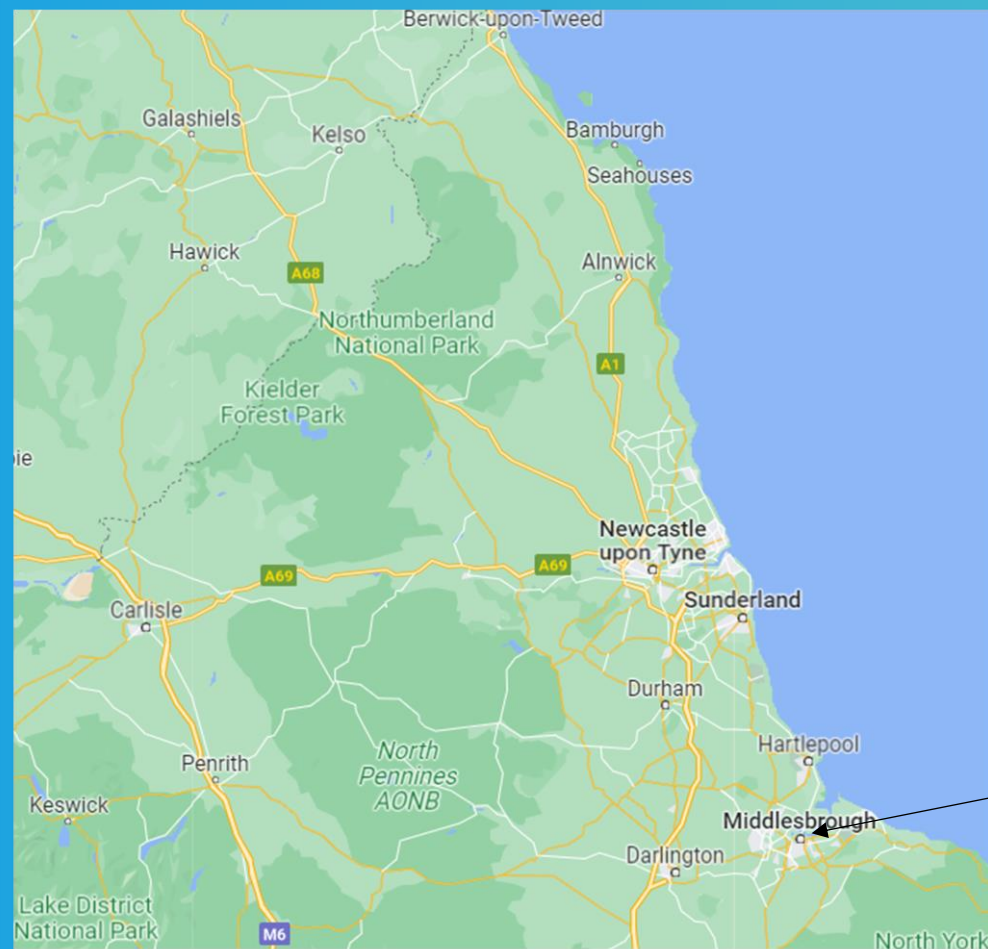 Berwick-upon-Tweed
Galashiels
Kelso
Bamburgh
Seahouses
Hawick
Alnwick
A68
Northumberland
National Park
A1
Kielder
Forest Park
ie
Newcastle
upon Tyne
A69
A69
Carlisle
Sunderland
Durham
North
Pennines
AONB
Hartlepool
Penrith
Keswick
Middlesbrough
Darlington
Lake District
National Park
M6
North York